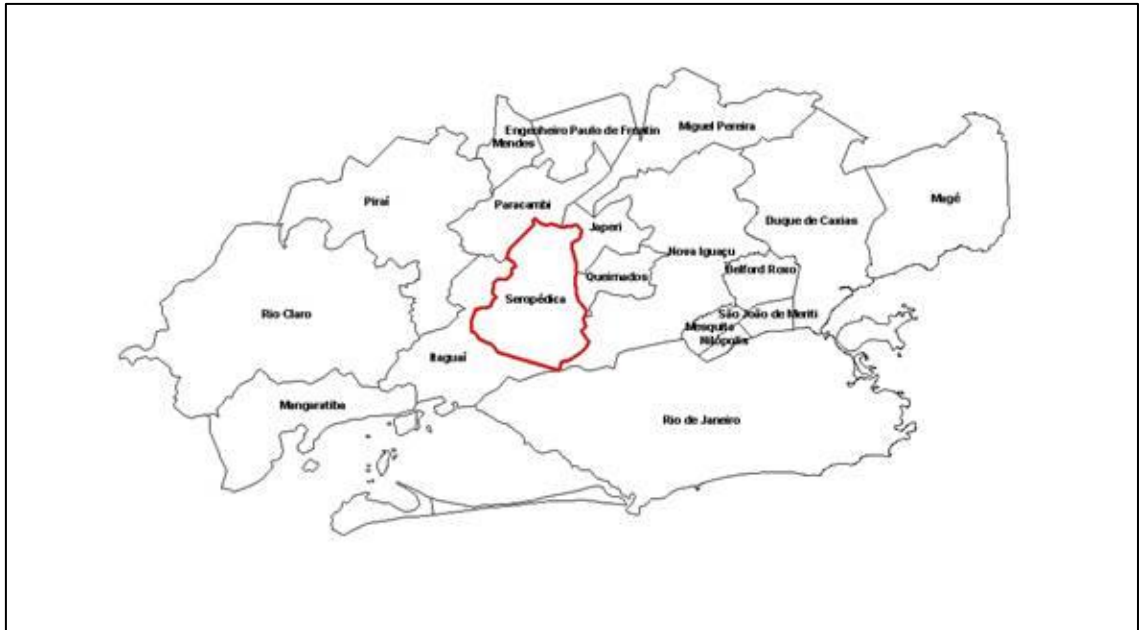 Engenheiro Paulo de Frontin
Miguel Pereira
Mendes
Piraí
Paracambi
Magé
Japeri
Duque de Caxias
Nova Iguaçu
Belford Roxo
Queimados
Seropédica
Rio Claro
São João de Meriti
Mesquita
Nilópolis
Itaguaí
Mangaratiba
Rio de Janeiro